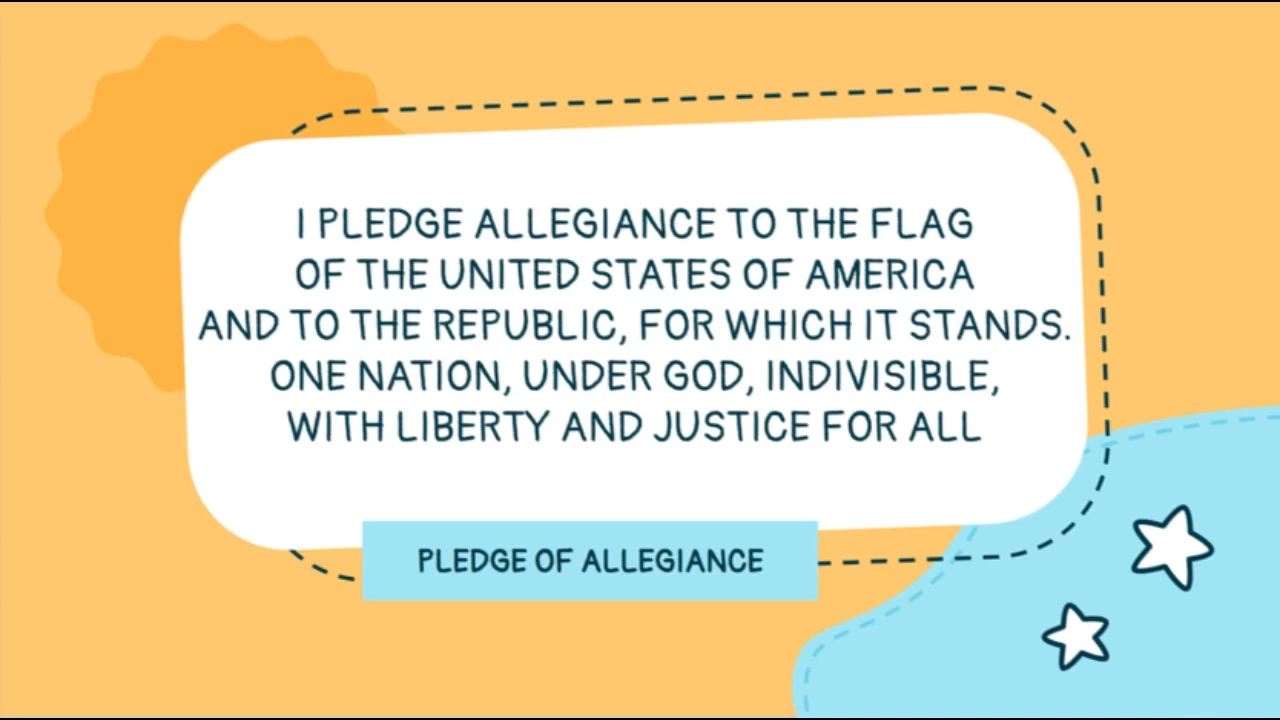 I PLEDGE ALLEGIANCE TO THE FLAG
OF THE UNITED STATES OF AMERICA
AND TO THE REPUBLIC, FOR WHICH IT STANDS.
ONE NATION, UNDER GOD, INDIVISIBLE,
WITH LIBERTY AND JUSTICE FOR ALL
PLEDGE OF ALLEGIANCE